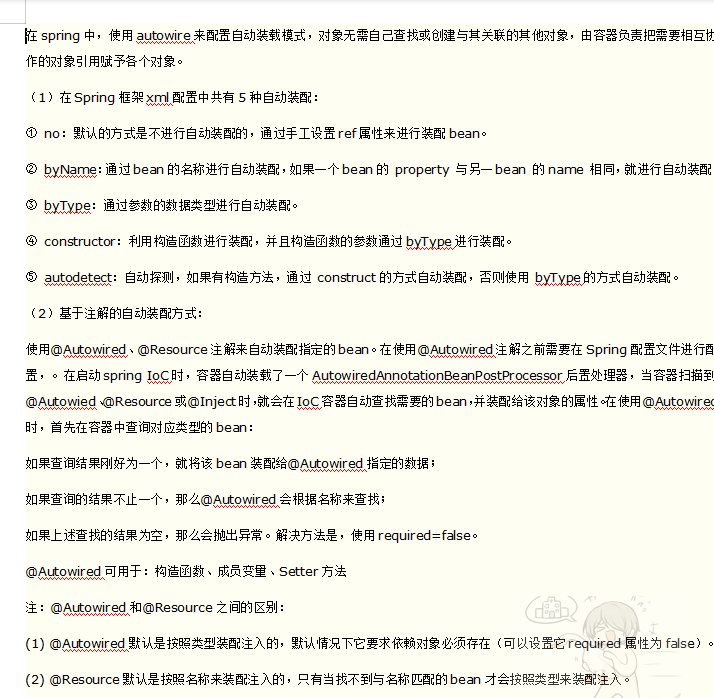 在 spring 中，使用 autowire 来配置自动装载模式，对象无需自己查找或创建与其关联的其他对象，由容器负责把需要相互协
作的对象引用赋予各个对象。
（1）在 Spring 框架 xml 配置中共有 5 种自动装配：
① no：默认的方式是不进行自动装配的，通过手工设置 ref 属性来进行装配 bean。
② byName：通过 bean 的名称进行自动装配，如果一个 bean 的 property 与另一 bean 的 name 相同，就进行自动装配
③ byType：通过参数的数据类型进行自动装配。
④ constructor：利用构造函数进行装配，并且构造函数的参数通过 byType 进行装配。
⑤ autodetect：自动探测，如果有构造方法，通过 construct 的方式自动装配，否则使用 byType 的方式自动装配。
（2）基于注解的自动装配方式：
使用@Autowired、@Resource 注解来自动装配指定的 bean。在使用@Autowired 注解之前需要在 Spring 配置文件进行配
置，。在启动 spring IoC 时，容器自动装载了一个 AutowiredAnnotationBeanPostProcessor 后置处理器，当容器扫描到
@Autowied、@Resource 或@Inject 时，就会在 IoC 容器自动查找需要的 bean，并装配给该对象的属性。在使用@Autowired
时，首先在容器中查询对应类型的 bean：
如果查询结果刚好为一个，就将该 bean 装配给@Autowired 指定的数据；
如果查询的结果不止一个，那么@Autowired 会根据名称来查找；
如果上述查找的结果为空，那么会抛出异常。解决方法是，使用 required=false。
@Autowired 可用于：构造函数、成员变量、Setter 方法
注：@Autowired 和@Resource 之间的区别：
(1) @Autowired 默认是按照类型装配注入的，默认情况下它要求依赖对象必须存在（可以设置它 required 属性为 false）。
(2) @Resource 默认是按照名称来装配注入的，只有当找不到与名称匹配的 bean 才会按照类型来装配注入。